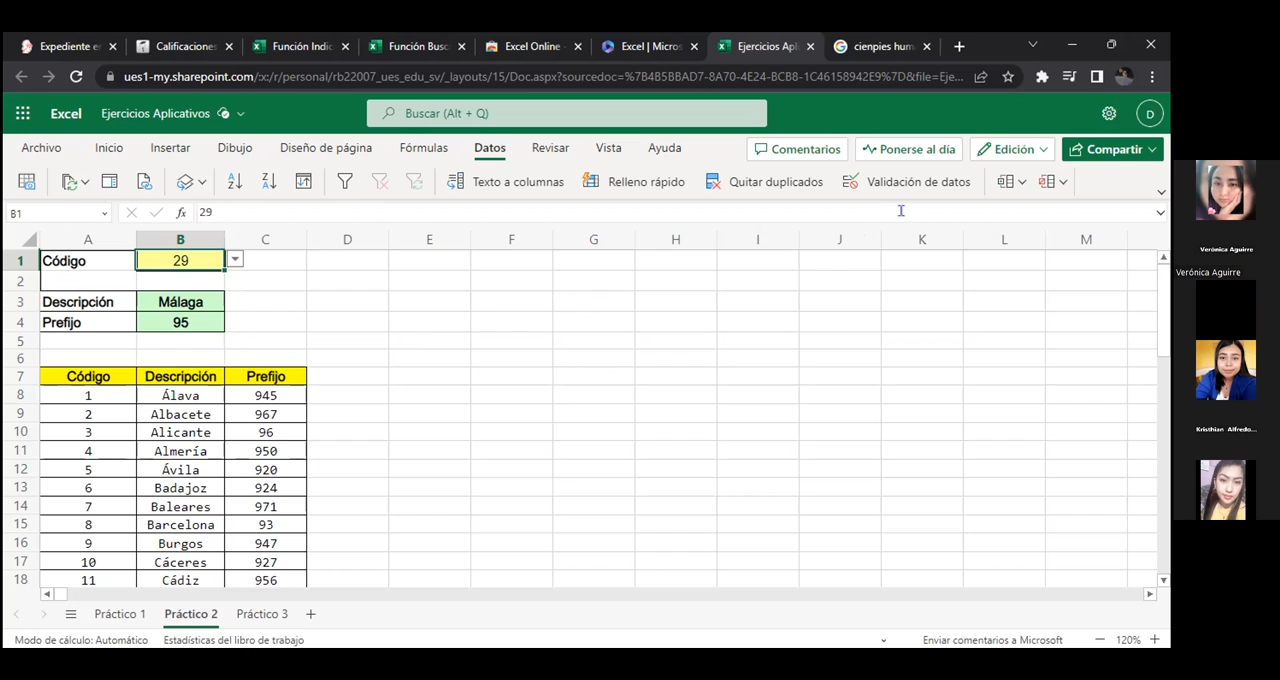 Expediente e
Calificaciones
Función Indic
Función Busc
Excel Online -
Excel | Micros
Ejercicios Apl
cienpies hum
ues1-my.sharepoint.com/:x:/r/personal/rb22007_ues_edu_sv/_layouts/15/Doc.aspx?sourcedoc=%7B4B5BBAD7-8A70-4E24-BCB8-1C46158942E9%7D&file=Eje...
Excel Ejercicios Aplicativos
Buscar (Alt + Q)
D
Archivo Inicio Insertar Dibujo Diseño de página Fórmulas Datos Revisar Vista Ayuda
Comentarios Ponerse al día Edición Compartir
Texto a columnas Relleno rápido Quitar duplicados Validación de datos
B1 fx 29
A B C D E F G H I J K L M
1 Código 29
2
3 Descripción Málaga
4 Prefijo 95
5
6
7 Código Descripción Prefijo
8 1 Álava 945
9 2 Albacete 967
10 3 Alicante 96
11 4 Almería 950
12 5 Ávila 920
13 6 Badajoz 924
14 7 Baleares 971
15 8 Barcelona 93
16 9 Burgos 947
17 10 Cáceres 927
18 11 Cádiz 956
Práctico 1 Práctico 2 Práctico 3
Modo de cálculo: Automático Estadísticas del libro de trabajo
Enviar comentarios a Microsoft 120%
Verónica Aguirre
Verónica Aguirre
Kristhian Alfredo...